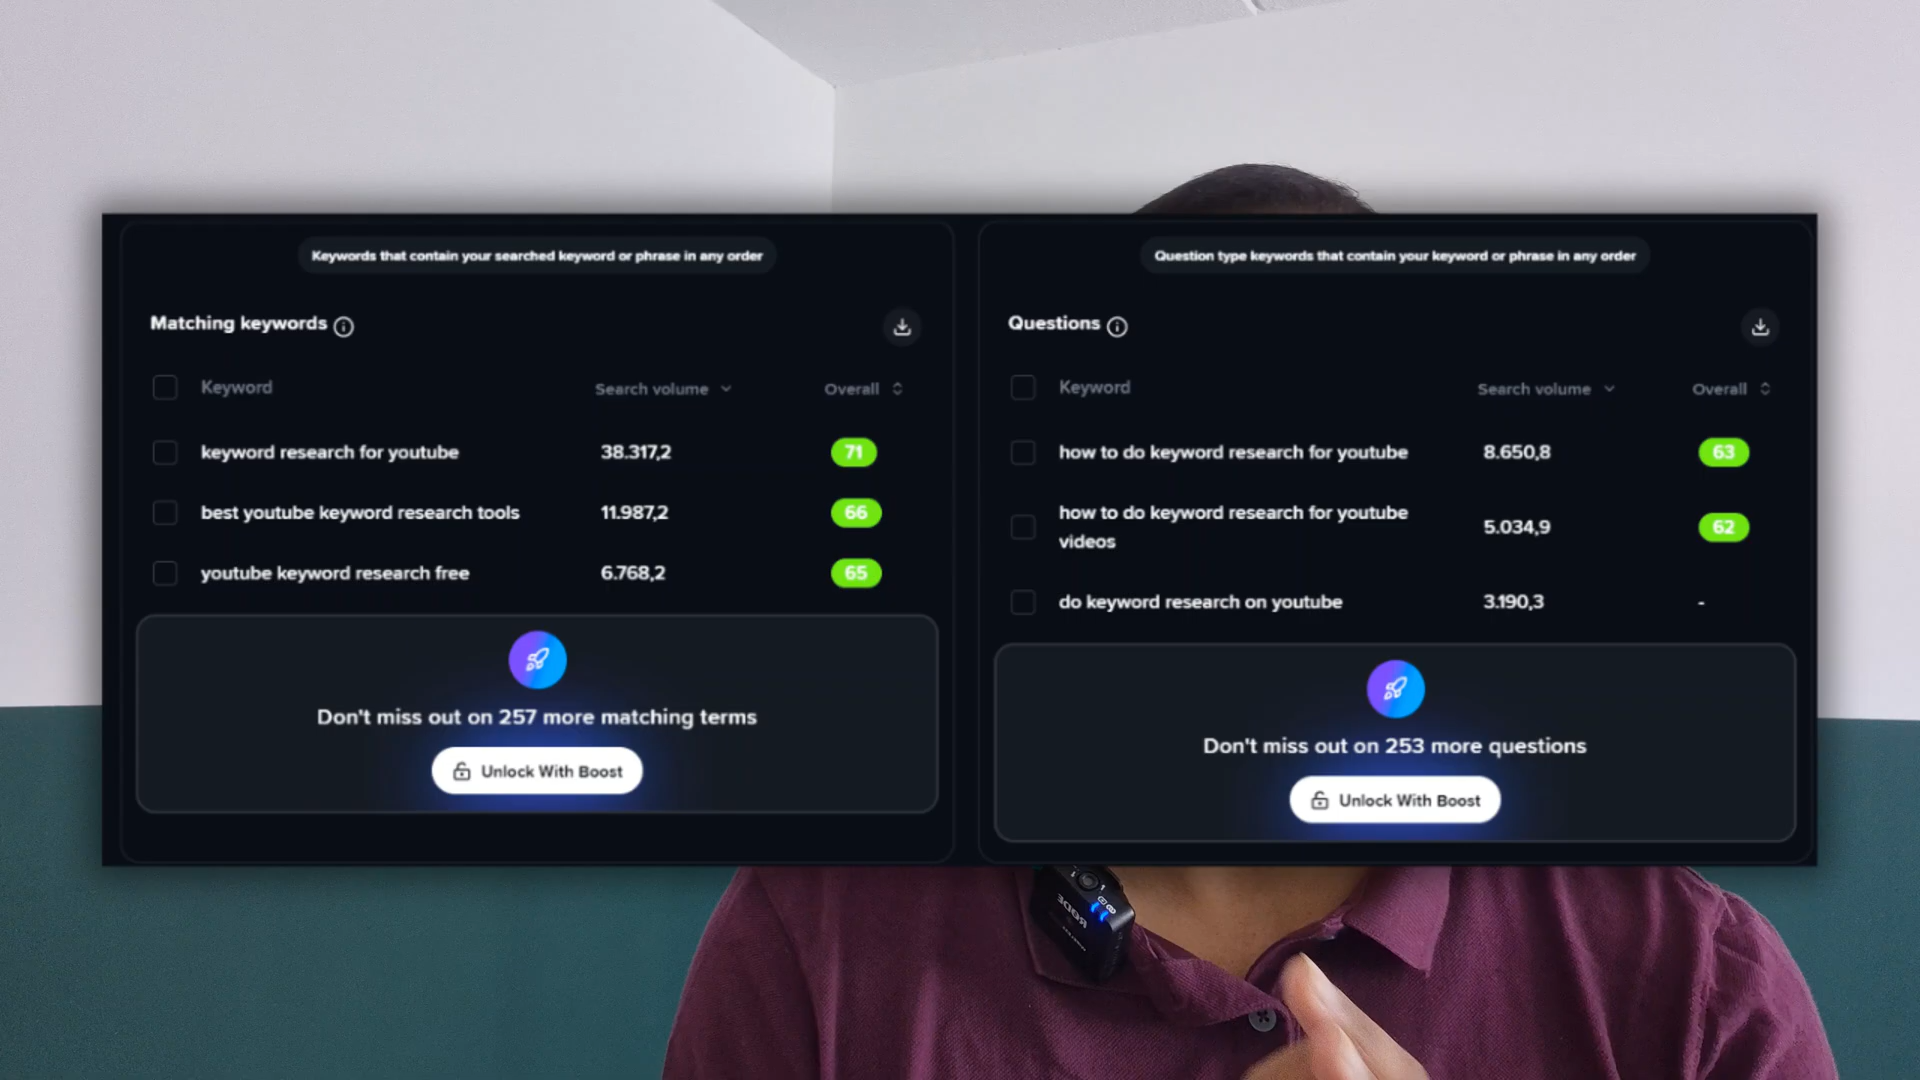 Keywords that contain your searched keyword or phrase in any order
Matching keywords
Keyword Search volume Overall
keyword research for youtube 38.317,2 71
best youtube keyword research tools 11.987,2 66
youtube keyword research free 6.768,2 65
Don't miss out on 257 more matching terms
Unlock With Boost
Question type keywords that contain your keyword or phrase in any order
Questions
Keyword Search volume Overall
how to do keyword research for youtube 8.650,8 63
how to do keyword research for youtube
videos 5.034,9 62
do keyword research on youtube 3.190,3 -
Don't miss out on 253 more questions
Unlock With Boost
RODE